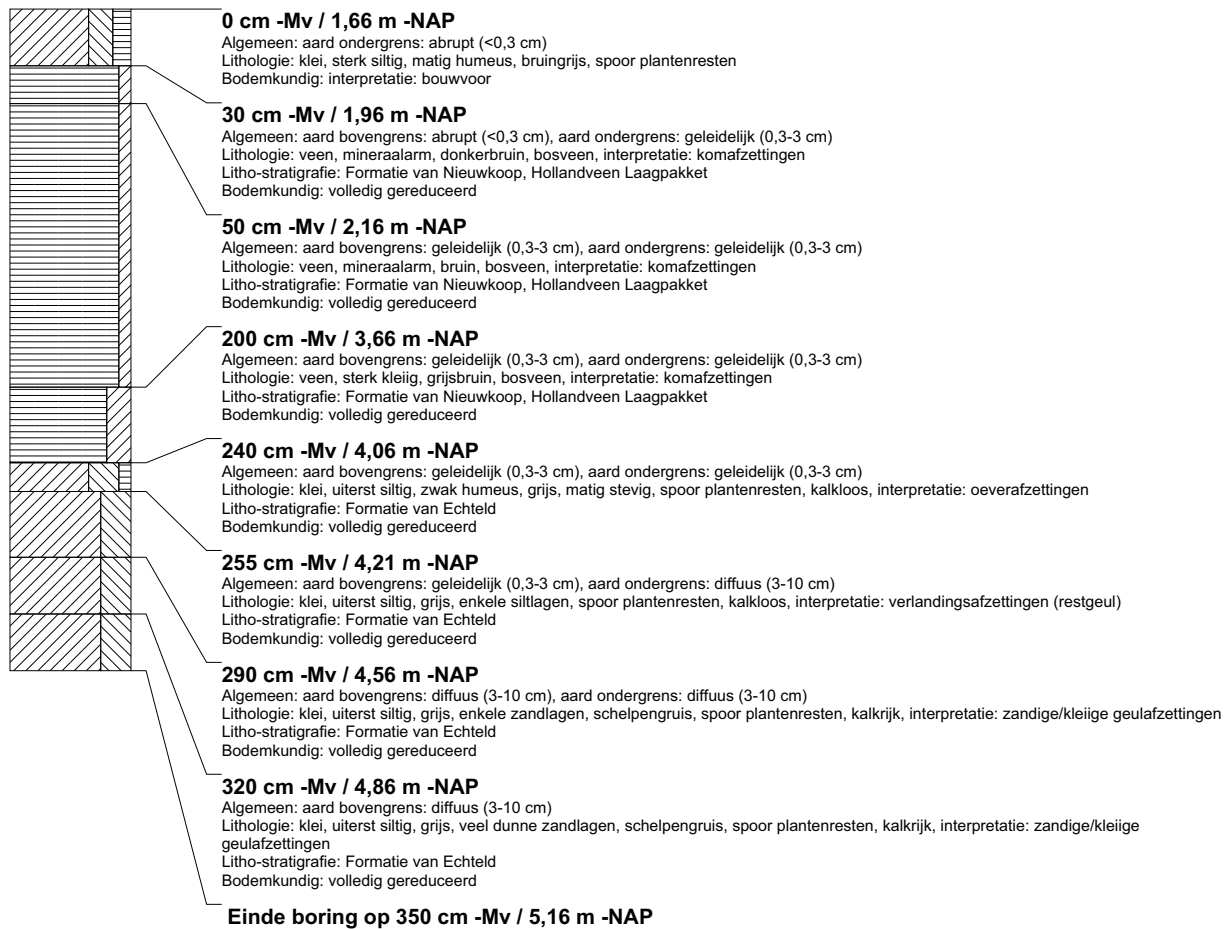 0 cm -Mv / 1,66 m -NAP
Algemeen: aard ondergrens: abrupt (<0,3 cm)
Lithologie: klei, sterk siltig, matig humeus, bruingrijs, spoor plantenresten
Bodemkundig: interpretatie: bouwvoor
30 cm -Mv / 1,96 m -NAP
Algemeen: aard bovengrens: abrupt (<0,3 cm), aard ondergrens: geleidelijk (0,3-3 cm)
Lithologie: veen, mineraalarm, donkerbruin, bosveen, interpretatie: komafzettingen
Litho-stratigrafie: Formatie van Nieuwkoop, Hollandveen Laagpakket
Bodemkundig: volledig gereduceerd
50 cm -Mv / 2,16 m -NAP
Algemeen: aard bovengrens: geleidelijk (0,3-3 cm), aard ondergrens: geleidelijk (0,3-3 cm)
Lithologie: veen, mineraalarm, bruin, bosveen, interpretatie: komafzettingen
Litho-stratigrafie: Formatie van Nieuwkoop, Hollandveen Laagpakket
Bodemkundig: volledig gereduceerd
200 cm -Mv / 3,66 m -NAP
Algemeen: aard bovengrens: geleidelijk (0,3-3 cm), aard ondergrens: geleidelijk (0,3-3 cm)
Lithologie: veen, sterk kleiig, grijsbruin, bosveen, interpretatie: komafzettingen
Litho-stratigrafie: Formatie van Nieuwkoop, Hollandveen Laagpakket
Bodemkundig: volledig gereduceerd
240 cm -Mv / 4,06 m -NAP
Algemeen: aard bovengrens: geleidelijk (0,3-3 cm), aard ondergrens: geleidelijk (0,3-3 cm)
Lithologie: klei, uiterst siltig, zwak humeus, grijs, matig stevig, spoor plantenresten, kalkloos, interpretatie: oeverafzettingen
Litho-stratigrafie: Formatie van Echteld
Bodemkundig: volledig gereduceerd
255 cm -Mv / 4,21 m -NAP
Algemeen: aard bovengrens: geleidelijk (0,3-3 cm), aard ondergrens: diffuus (3-10 cm)
Lithologie: klei, uiterst siltig, grijs, enkele siltlagen, spoor plantenresten, kalkloos, interpretatie: verlandingsafzettingen (restgeul)
Litho-stratigrafie: Formatie van Echteld
Bodemkundig: volledig gereduceerd
290 cm -Mv / 4,56 m -NAP
Algemeen: aard bovengrens: diffuus (3-10 cm), aard ondergrens: diffuus (3-10 cm)
Lithologie: klei, uiterst siltig, grijs, enkele zandlagen, schelpengruis, spoor plantenresten, kalkrijk, interpretatie: zandige/kleiige geulafzettingen
Litho-stratigrafie: Formatie van Echteld
Bodemkundig: volledig gereduceerd
320 cm -Mv / 4,86 m -NAP
Algemeen: aard bovengrens: diffuus (3-10 cm)
Lithologie: klei, uiterst siltig, grijs, veel dunne zandlagen, schelpengruis, spoor plantenresten, kalkrijk, interpretatie: zandige/kleiige
geulafzettingen
Litho-stratigrafie: Formatie van Echteld
Bodemkundig: volledig gereduceerd
Einde boring op 350 cm -Mv / 5,16 m -NAP